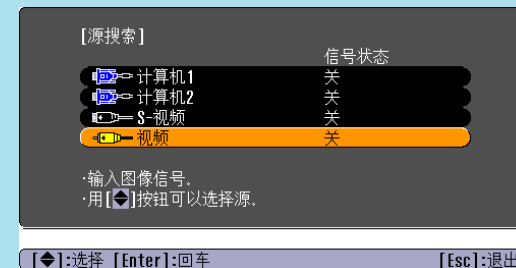 [源搜索]
信号状态
计算机1 关
计算机2 关
S-视频 关
视频 关
·输入图像信号.
·用[◆]按钮可以选择源.
[◆]:选择 [Enter]:回车 [Esc]:退出